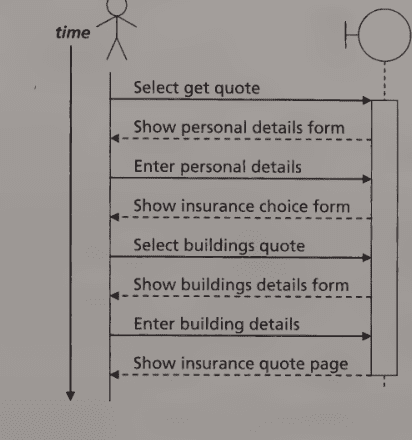 time
Select get quote
Show personal details form
Enter personal details
Show insurance choice form
Select buildings quote
Show buildings details form
Enter building details
Show insurance quote page